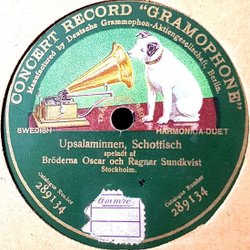 CONCERT RECORD "GRAMOPHONE"
Manufactured by Deutsche Grammophon-Aktiengesellschaft, Berlin.
SWEDISH HARMONICA-DUET
Upsalaminnen, Schottisch
speladt af
Bröderna Oscar och Ragnar Sundkvist
Stockholm.
Catalogue Number
289134
Catalogue Number
289134